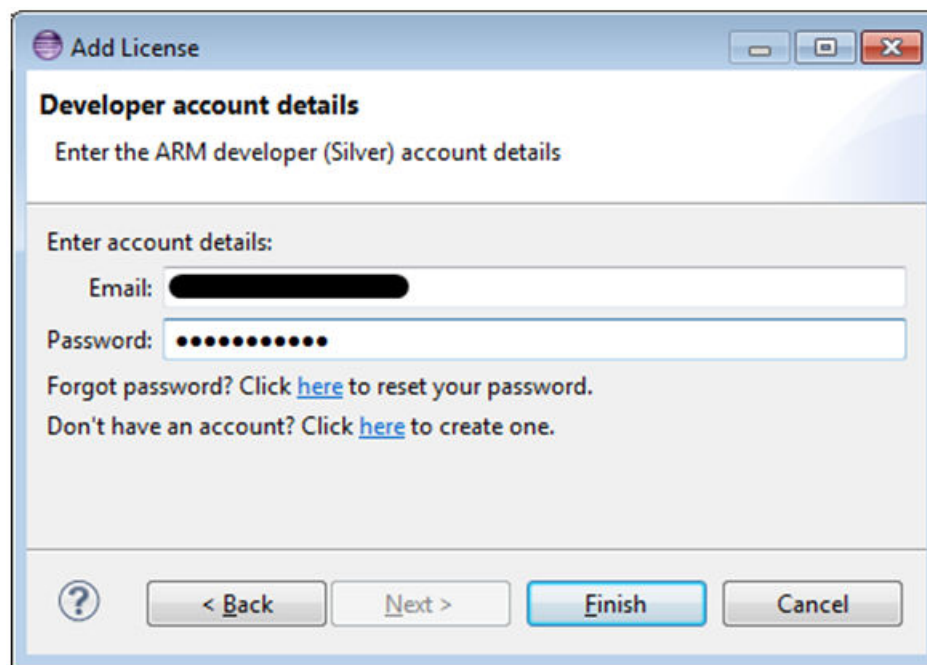 Add License
Developer account details
Enter the ARM developer (Silver) account details
Enter account details:
Email:
Password: •••••••••••
Forgot password? Click here to reset your password.
Don't have an account? Click here to create one.
? < Back Next > Finish Cancel